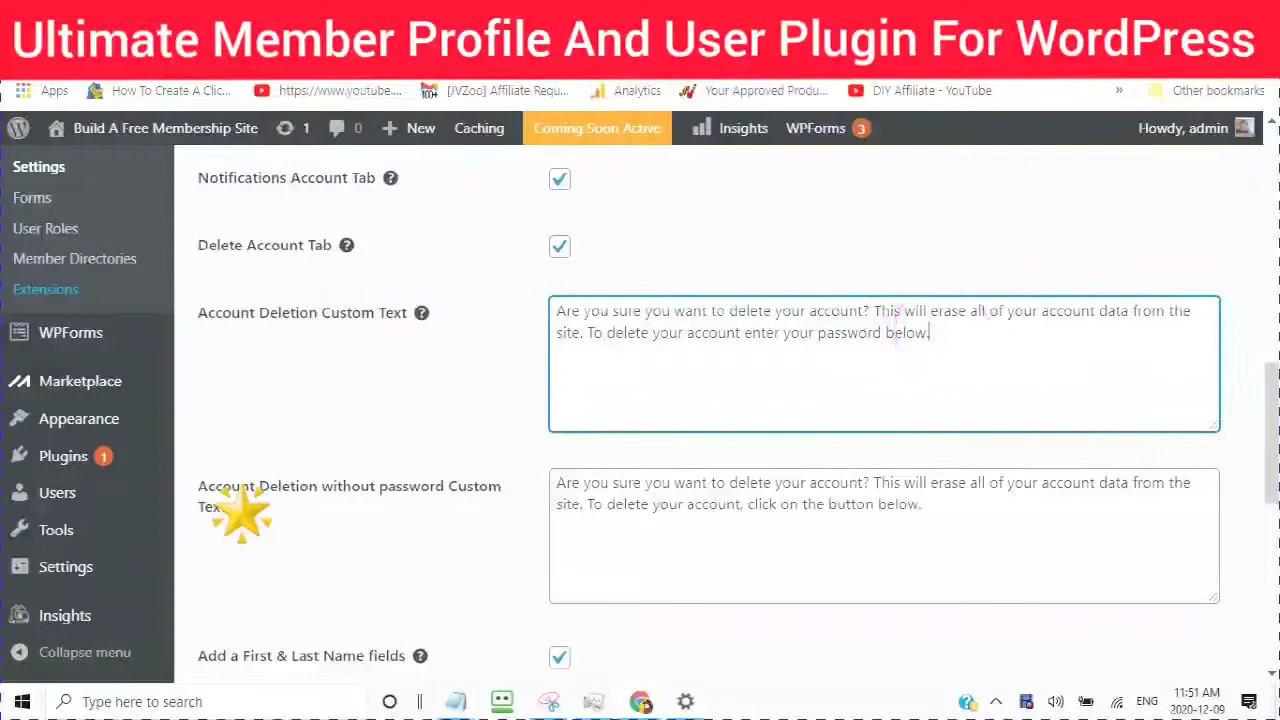 Ultimate Member Profile And User Plugin For WordPress
Apps How To Create A Clic... https://www.youtube.... 100+ [JVZoo] Affiliate Requ... Analytics Your Approved Produ... DIY Affiliate - YouTube » Other bookmarks
Build A Free Membership Site 1 0 + New Caching Coming Soon Active Insights WPForms 3 Howdy, admin
Settings
Forms
User Roles
Member Directories
Extensions
WPForms
Marketplace
Appearance
Plugins 1
Users
Tools
Settings
Insights
Collapse menu
Notifications Account Tab ?
Delete Account Tab ?
Account Deletion Custom Text ?
Are you sure you want to delete your account? This will erase all of your account data from the
site. To delete your account enter your password below.
Account Deletion without password Custom
Are you sure you want to delete your account? This will erase all of your account data from the
site. To delete your account, click on the button below.
Add a First & Last Name fields ?
Type here to search
ENG
11:51 AM
2020-12-09